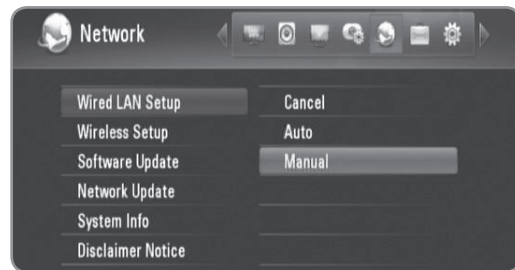 Network
Wired LAN Setup
Cancel
Wireless Setup
Auto
Software Update
Manual
Network Update
System Info
Disclaimer Notice